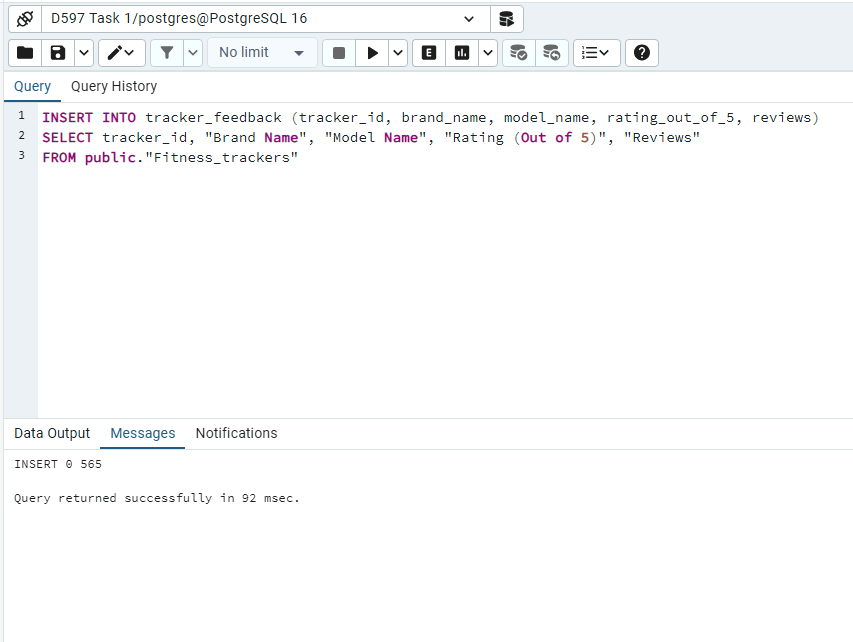 D597 Task 1/postgres@PostgreSQL 16
No limit
E
Query Query History
1 INSERT INTO tracker_feedback (tracker_id, brand_name, model_name, rating_out_of_5, reviews)
2 SELECT tracker_id, "Brand Name", "Model Name", "Rating (Out of 5)", "Reviews"
3 FROM public."Fitness_trackers"
Data Output Messages Notifications
INSERT 0 565
Query returned successfully in 92 msec.